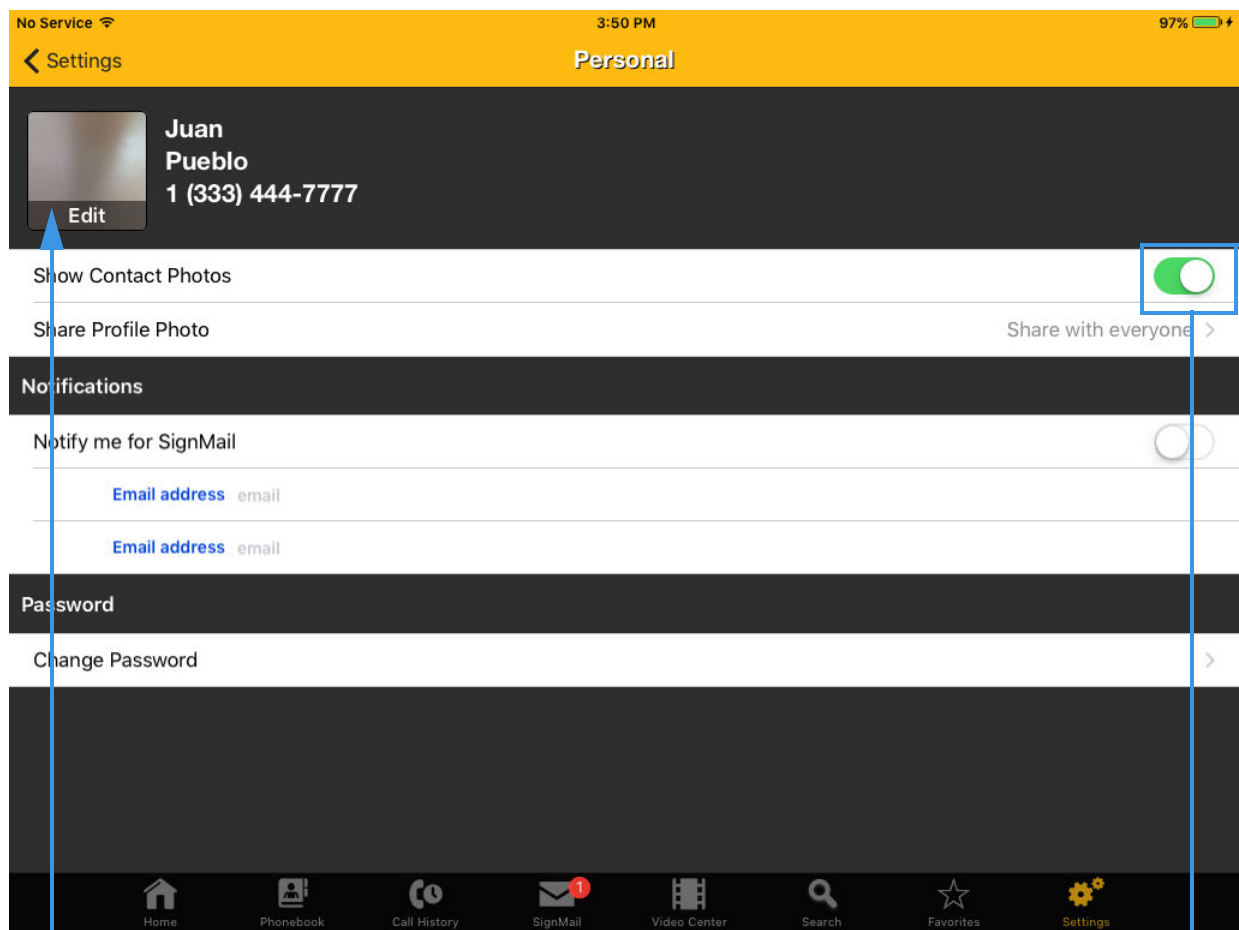 No Service 3:50 PM 97%
Settings Personal
Juan
Pueblo
1 (333) 444-7777
Edit
Show Contact Photos
Share Profile Photo Share with everyone
Notifications
Notify me for SignMail
Email address email
Email address email
Password
Change Password
1
Home Phonebook Call History SignMail Video Center Search Favorites Settings